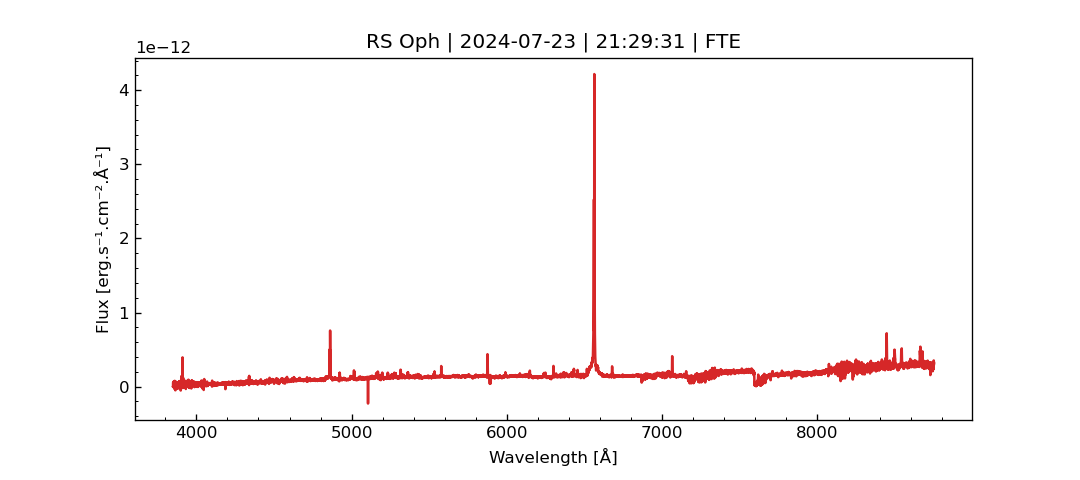 RS Oph | 2024-07-23 | 21:29:31 | FTE
1e−12
4
3
2
1
0
Flux [erg.s⁻¹.cm⁻².Å⁻¹]
4000 5000 6000 7000 8000
Wavelength [Å]